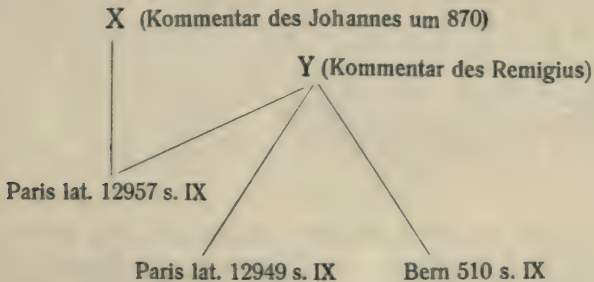 X (Kommentar des Johannes um 870)
Y (Kommentar des Remigius)
Paris lat. 12957 s. IX
Paris lat. 12949 s. IX Bern 510 s. IX